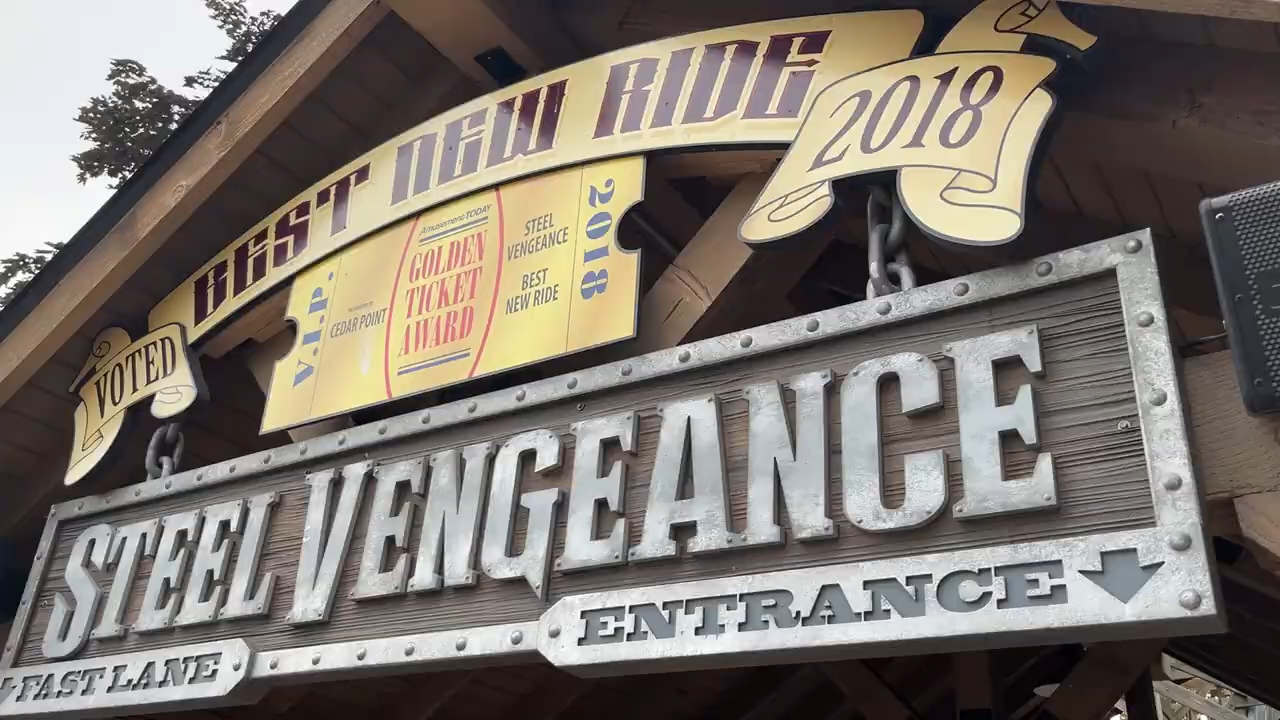 VOTED
BEST NEW RIDE
2018
V.I.P.
CEDAR POINT
Amusement TODAY
GOLDEN
TICKET
AWARD
STEEL
VENGEANCE
BEST
NEW RIDE
2018
STEEL VENGEANCE
FAST LANE
ENTRANCE